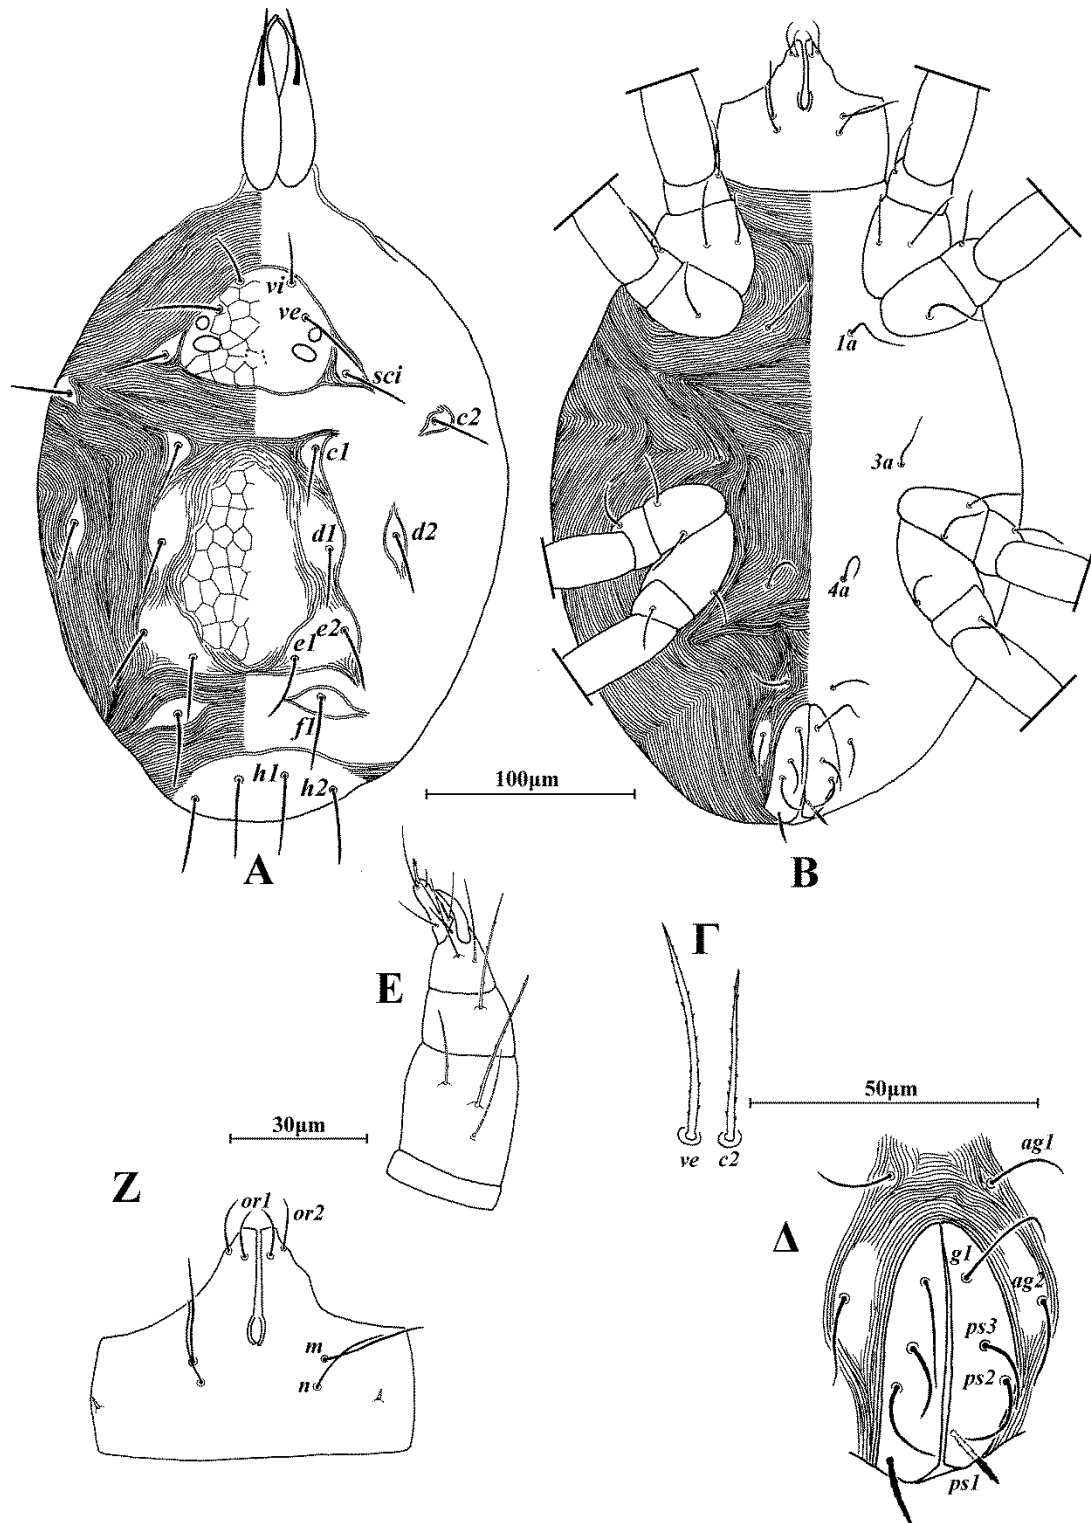 vi
ve
sci
c2
c1
d1
d2
e2
e1
f1
h1
h2
A
1a
3a
4a
100μm
B
E
Γ
ve
c2
50μm
30μm
Z
or1
or2
m
n
Δ
ag1
g1
ag2
ps3
ps2
ps1